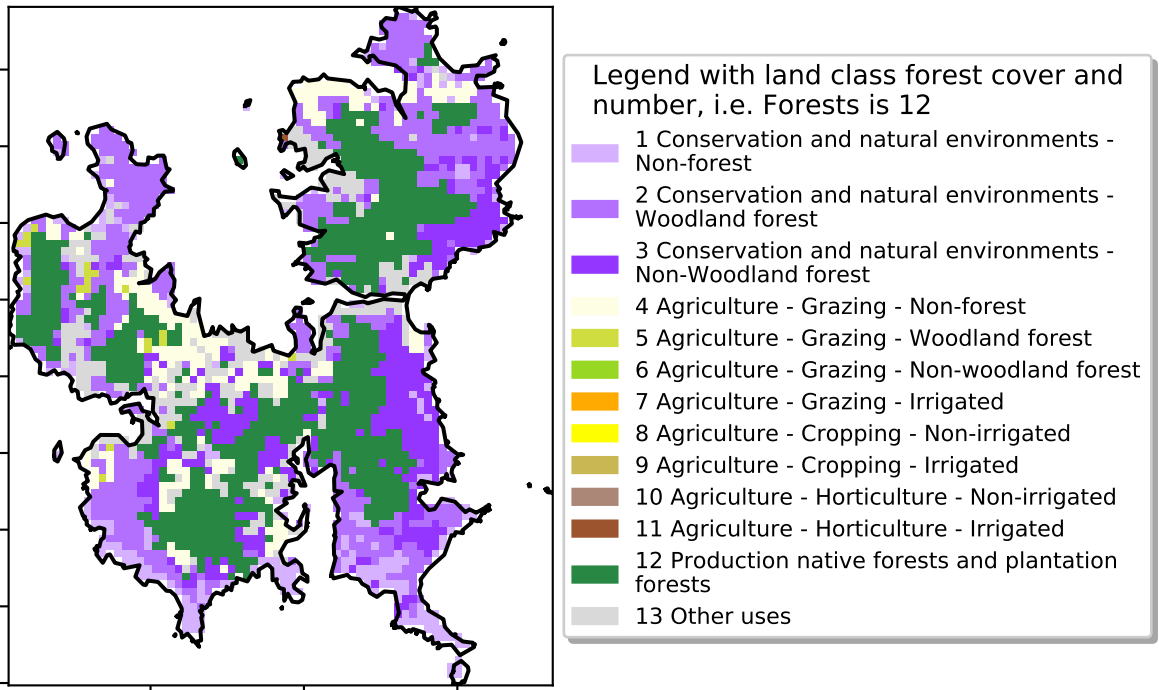 Legend with land class forest cover and
number, i.e. Forests is 12
1 Conservation and natural environments -
Non-forest
2 Conservation and natural environments -
Woodland forest
3 Conservation and natural environments -
Non-Woodland forest
4 Agriculture - Grazing - Non-forest
5 Agriculture - Grazing - Woodland forest
6 Agriculture - Grazing - Non-woodland forest
7 Agriculture - Grazing - Irrigated
8 Agriculture - Cropping - Non-irrigated
9 Agriculture - Cropping - Irrigated
10 Agriculture - Horticulture - Non-irrigated
11 Agriculture - Horticulture - Irrigated
12 Production native forests and plantation
forests
13 Other uses